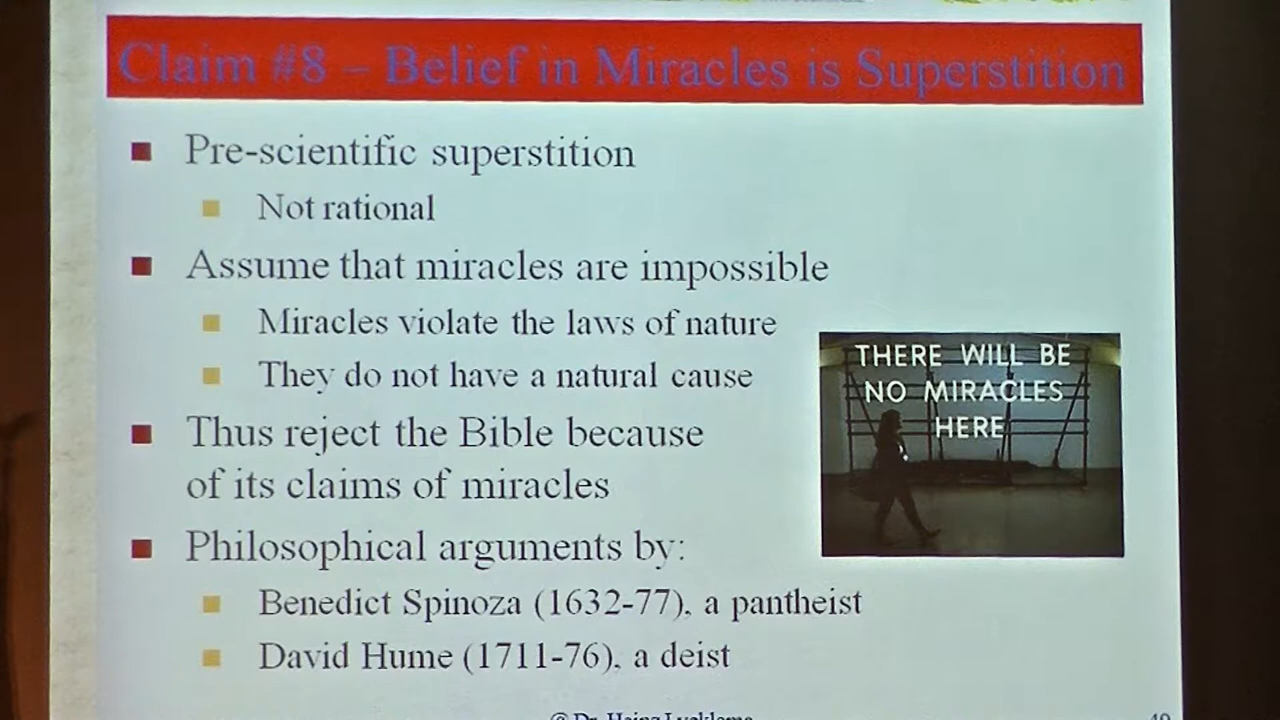 Claim #8 – Belief in Miracles is Superstition
Pre-scientific superstition
Not rational
Assume that miracles are impossible
Miracles violate the laws of nature
They do not have a natural cause
THERE WILL BE
NO MIRACLES
HERE
Thus reject the Bible because
of its claims of miracles
Philosophical arguments by:
Benedict Spinoza (1632-77), a pantheist
David Hume (1711-76), a deist
© Dr. Heinz Lycklama